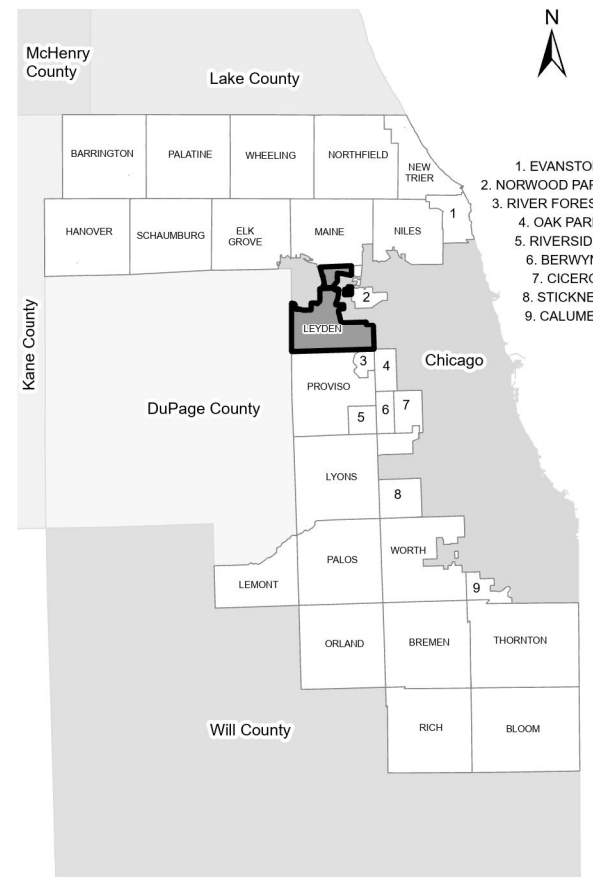 N
McHenry
County
Lake County
BARRINGTON
PALATINE
WHEELING
NORTHFIELD
NEW
TRIER
1. EVANSTO
2. NORWOOD PAR
3. RIVER FORES
4. OAK PAR
5. RIVERSID
6. BERWYN
7. CICERO
8. STICKNE
9. CALUME
HANOVER
SCHAUMBURG
ELK
GROVE
MAINE
NILES
1
2
LEYDEN
Kane County
Chicago
3
4
PROVISO
DuPage County
5
6
7
LYONS
8
PALOS
WORTH
LEMONT
9
ORLAND
BREMEN
THORNTON
Will County
RICH
BLOOM